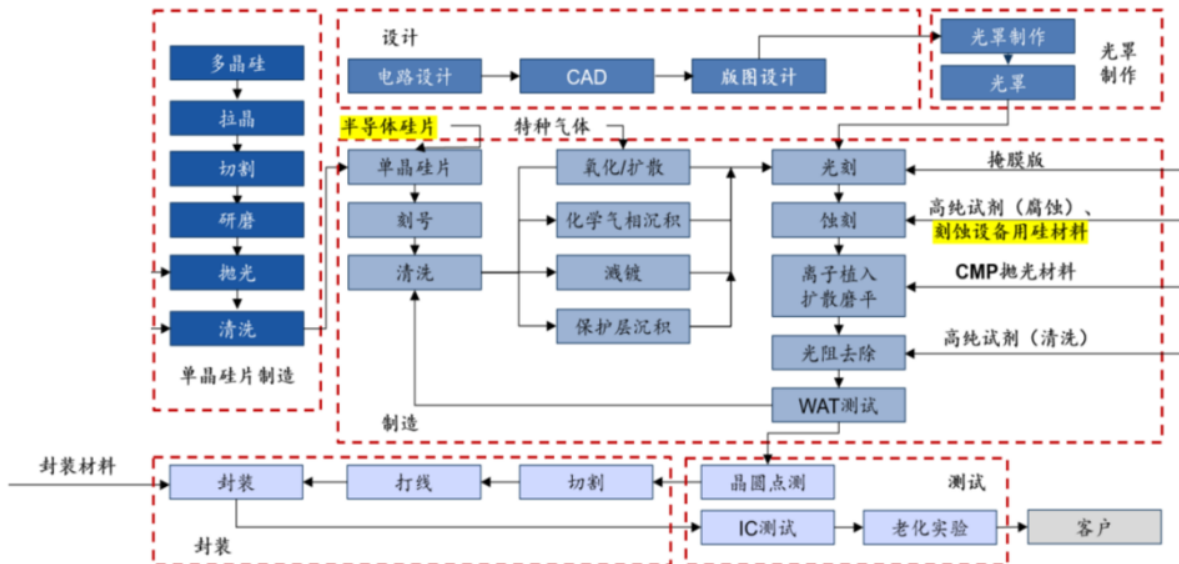 设计
电路设计
CAD
版图设计
光罩制作
光罩
光罩
制作
多晶硅
拉晶
切割
研磨
抛光
清洗
单晶硅片制造
半导体硅片
特种气体
单晶硅片
刻号
清洗
氧化/扩散
化学气相沉积
溅镀
保护层沉积
光刻
蚀刻
离子植入
扩散磨平
光阻去除
WAT测试
制造
掩膜版
高纯试剂（腐蚀）、
刻蚀设备用硅材料
CMP抛光材料
高纯试剂（清洗）
封装材料
封装
打线
切割
晶圆点测
测试
封装
IC测试
老化实验
客户